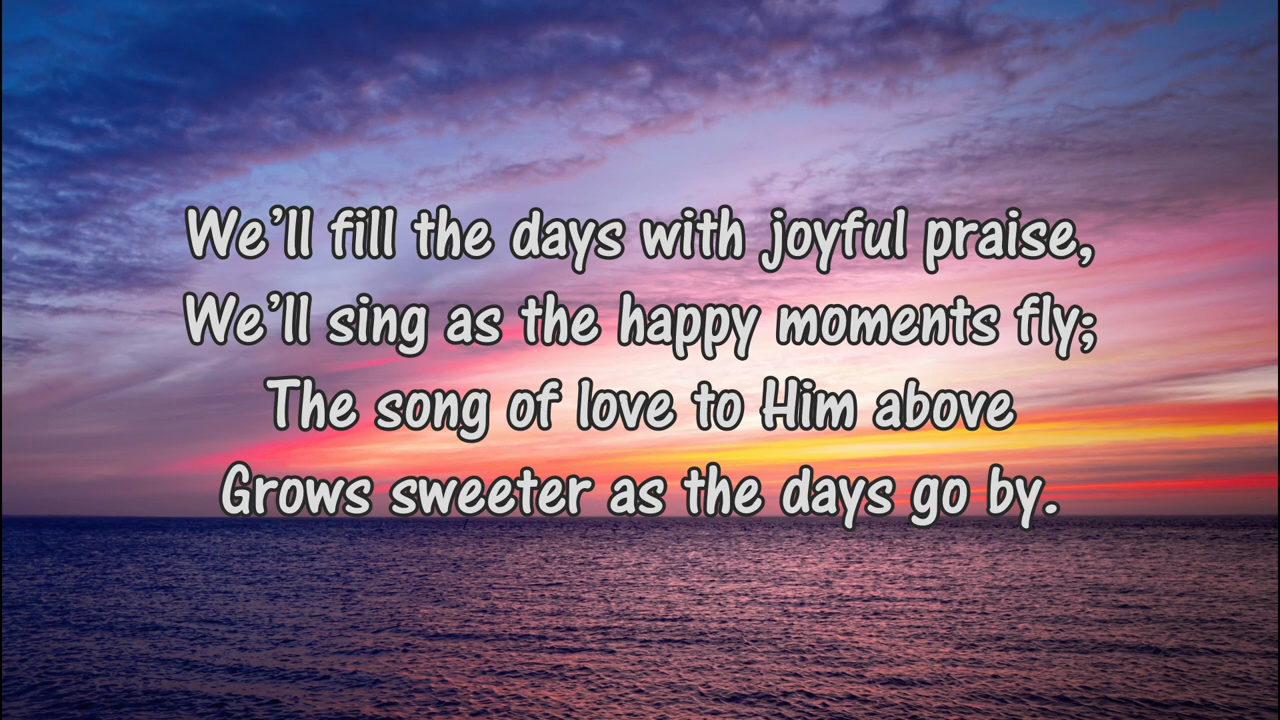 We’ll fill the days with joyful praise,
We’ll sing as the happy moments fly;
The song of love to Him above
Grows sweeter as the days go by.